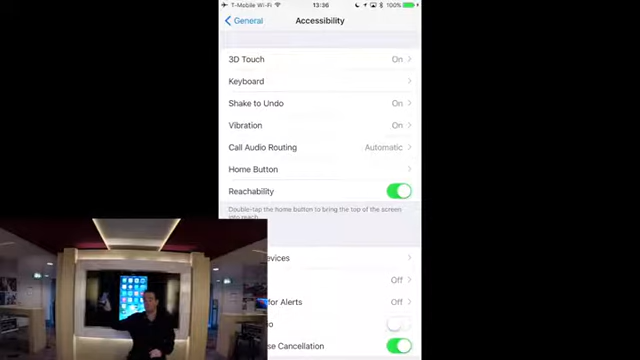 T-Mobile Wi-Fi 13:36 100%
General Accessibility
3D Touch On
Keyboard
Shake to Undo On
Vibration On
Call Audio Routing Automatic
Home Button
Reachability
Double-tap the home button to bring the top of the screen
into reach.
evices
Off
for Alerts Off
o
se Cancellation